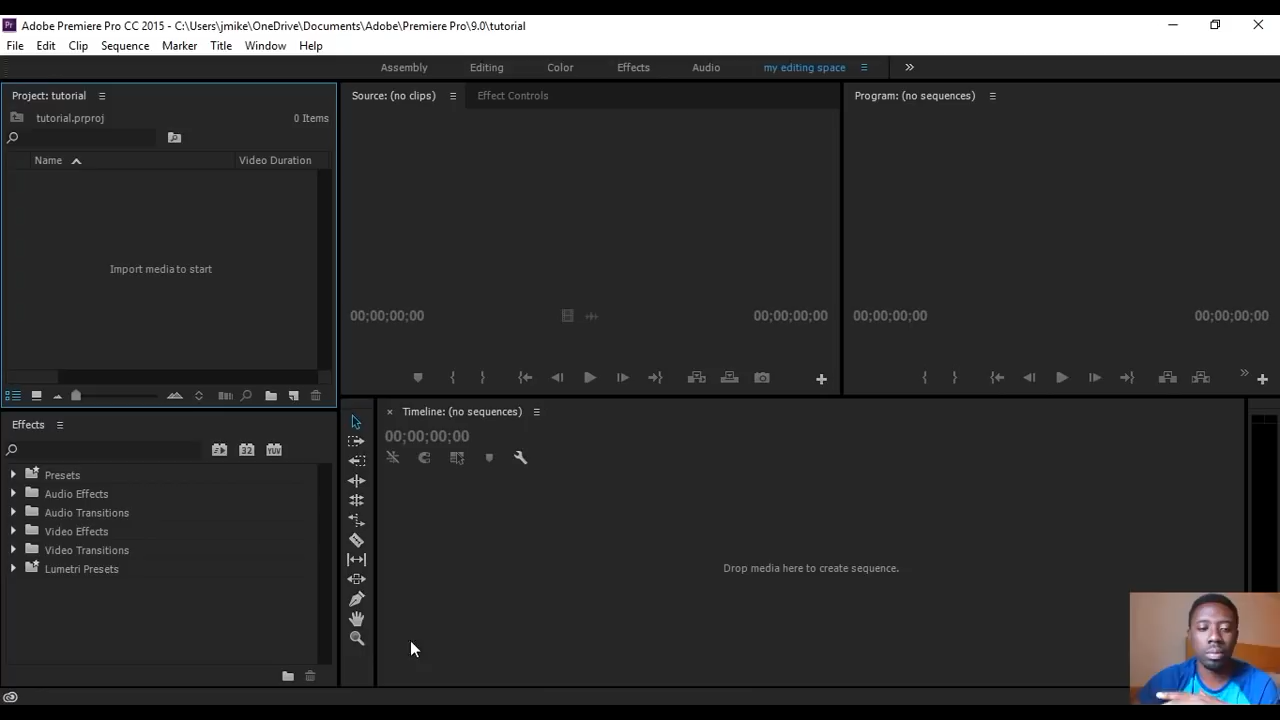 Pr Adobe Premiere Pro CC 2015 - C:\Users\jmike\OneDrive\Documents\Adobe\Premiere Pro\9.0\tutorial
File Edit Clip Sequence Marker Title Window Help
Assembly Editing Color Effects Audio my editing space
Project: tutorial
tutorial.prproj 0 Items
Name Video Duration
Import media to start
Source: (no clips) Effect Controls
00;00;00;00 00;00;00;00
Program: (no sequences)
00;00;00;00 00;00;00;00
Effects
32 YUV
Presets
Audio Effects
Audio Transitions
Video Effects
Video Transitions
Lumetri Presets
Timeline: (no sequences)
00;00;00;00
Drop media here to create sequence.